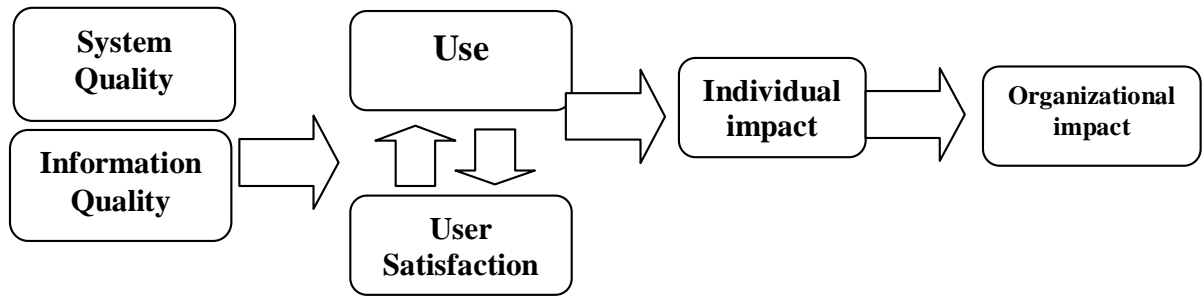 System
Quality
Information
Quality
Use
User
Satisfaction
Individual
impact
Organizational
impact